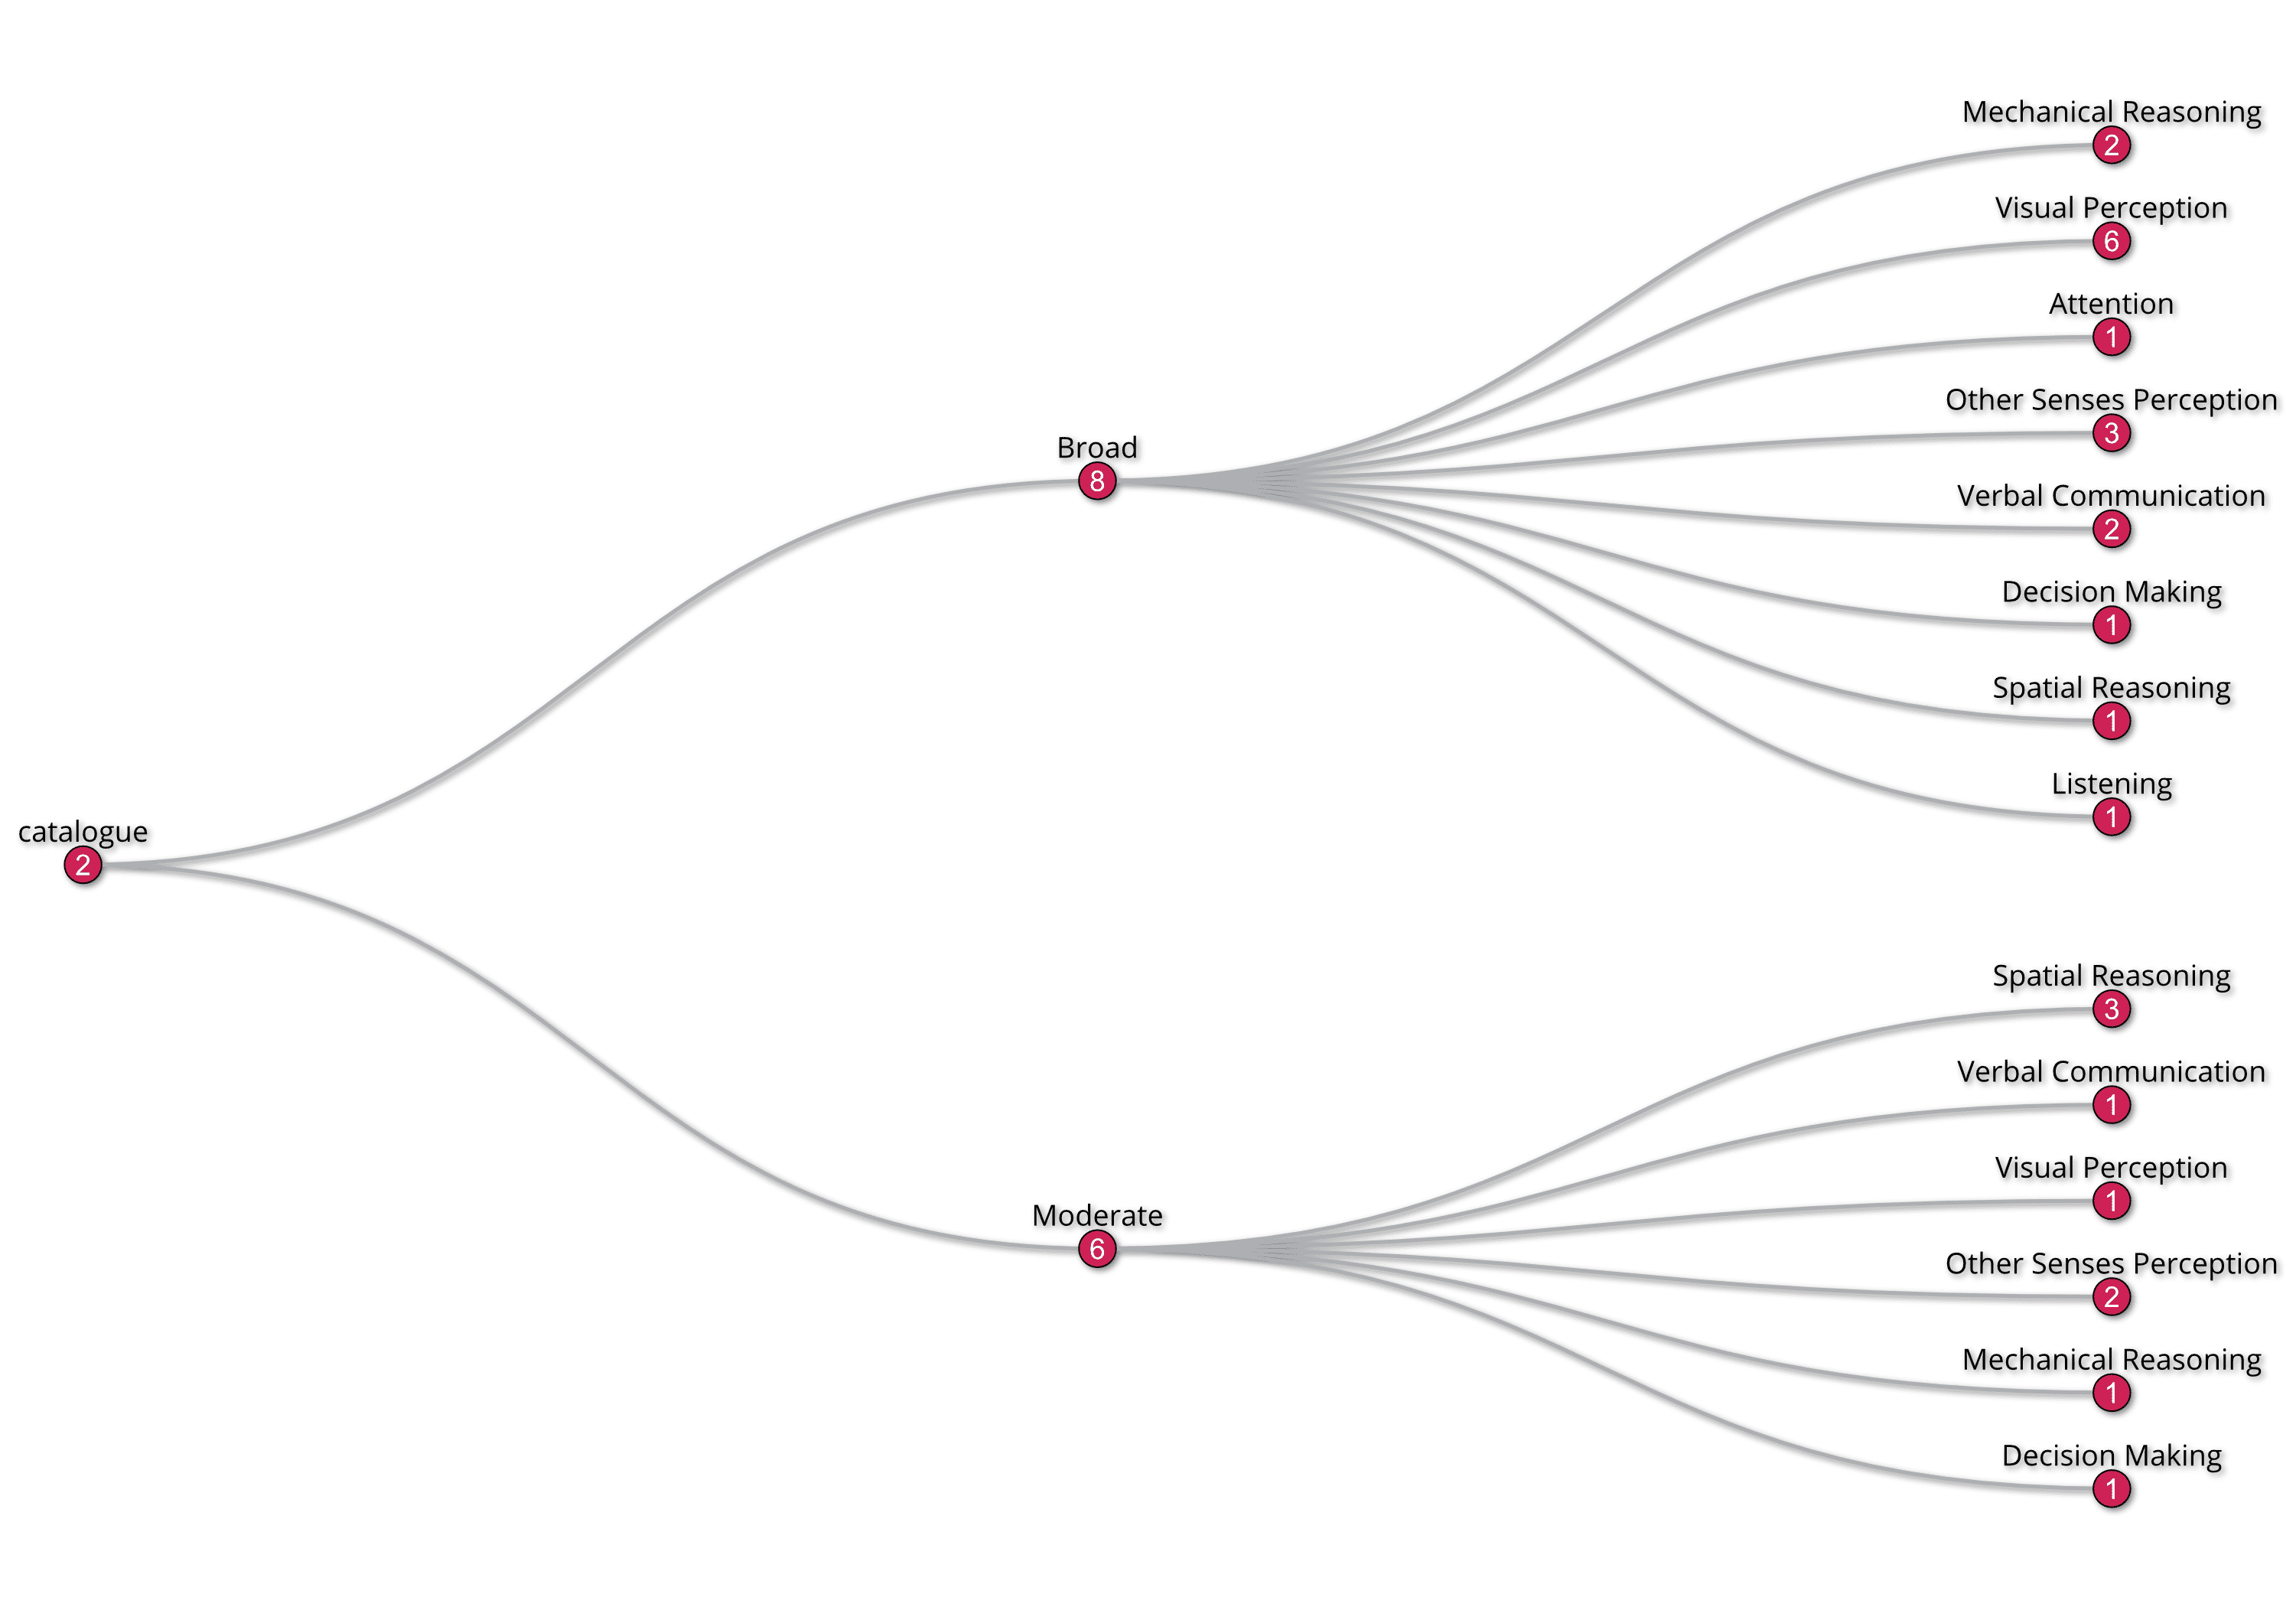 Mechanical Reasoning
2
Visual Perception
6
Attention
1
Other Senses Perception
3
Broad
8
Verbal Communication
2
Decision Making
1
Spatial Reasoning
1
Listening
1
catalogue
2
Spatial Reasoning
3
Verbal Communication
1
Visual Perception
1
Moderate
6
Other Senses Perception
2
Mechanical Reasoning
1
Decision Making
1